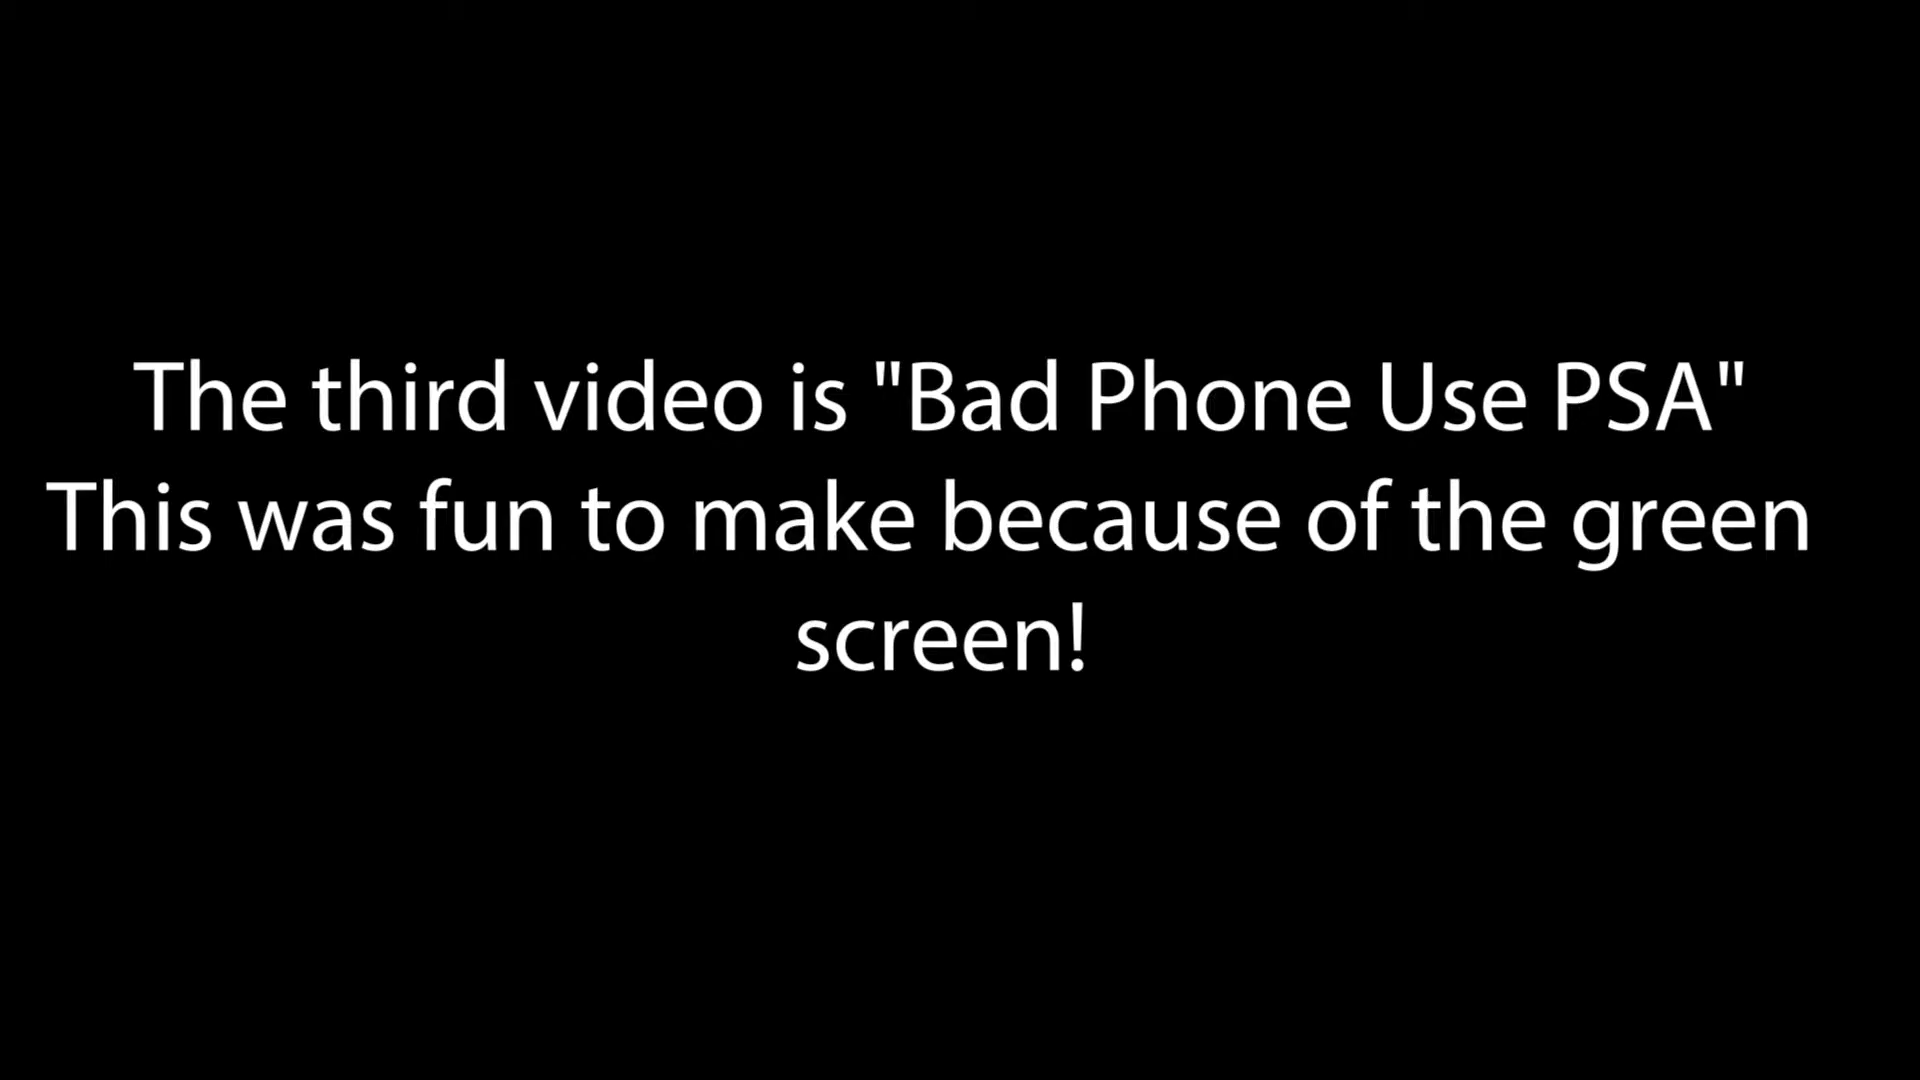 The third video is "Bad Phone Use PSA"
This was fun to make because of the green
screen!